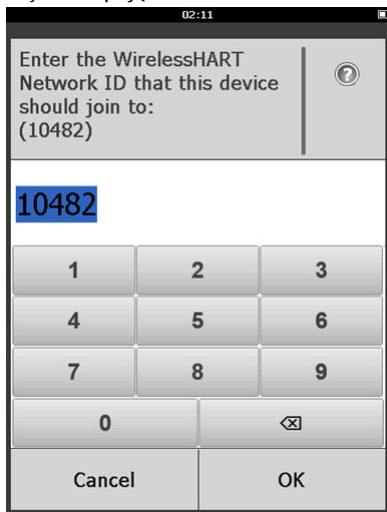 02:11
Enter the WirelessHART
Network ID that this device
should join to:
(10482)
?
10482
1 2 3
4 5 6
7 8 9
0
Cancel OK